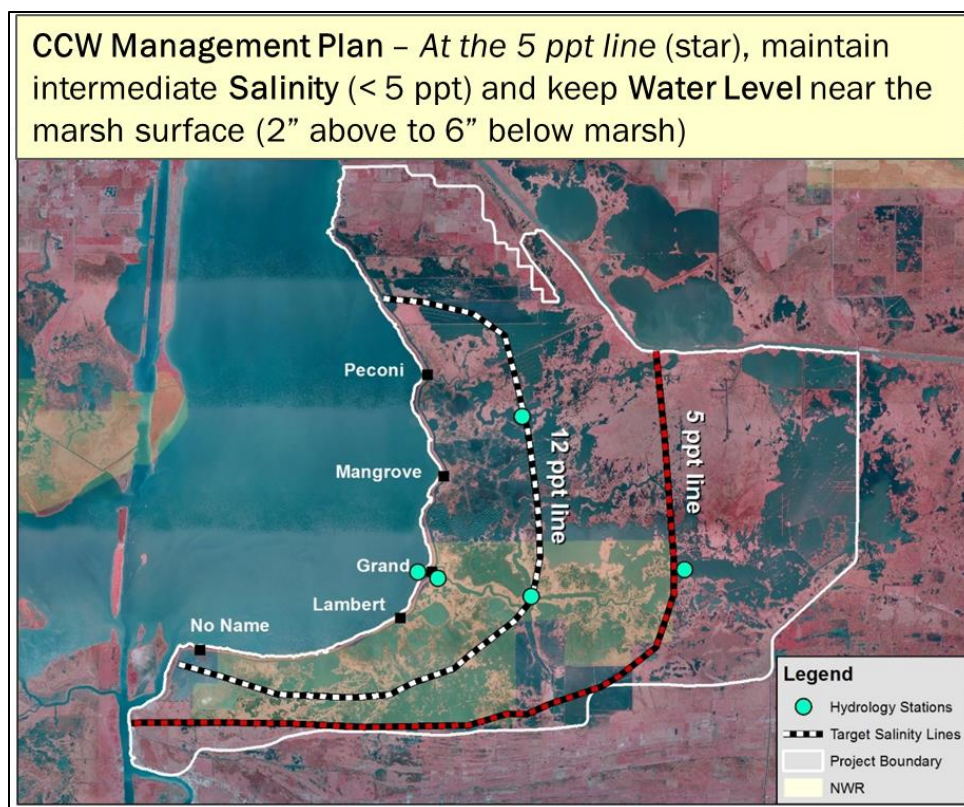 CCW Management Plan – At the 5 ppt line (star), maintain
intermediate Salinity (< 5 ppt) and keep Water Level near the
marsh surface (2” above to 6” below marsh)
Peconi
Mangrove
Grand
Lambert
No Name
12 ppt line
5 ppt line
Legend
Hydrology Stations
Target Salinity Lines
Project Boundary
NWR